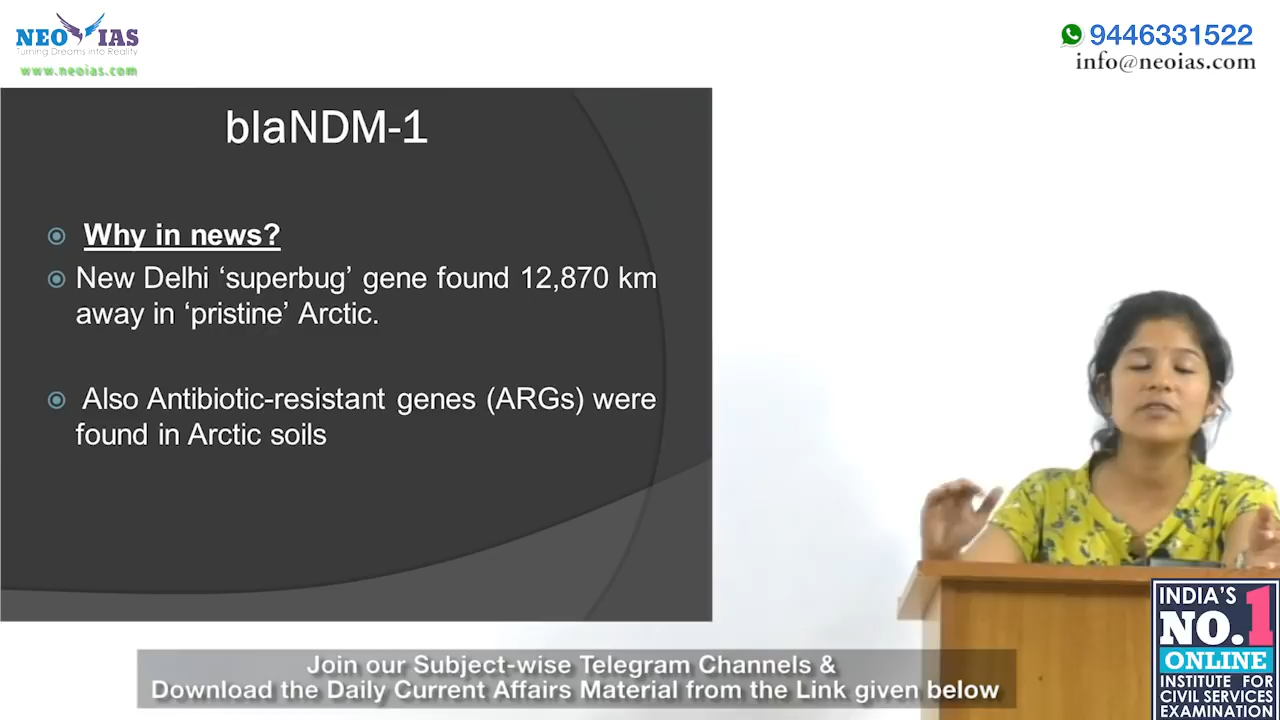 NEO IAS
Turning Dreams into Reality
www.neoias.com
9446331522
info@neoias.com
blaNDM-1
Why in news?
New Delhi ‘superbug’ gene found 12,870 km
away in ‘pristine’ Arctic.
Also Antibiotic-resistant genes (ARGs) were
found in Arctic soils
Join our Subject-wise Telegram Channels &
Download the Daily Current Affairs Material from the Link given below
INDIA'S
NO.1
ONLINE
INSTITUTE FOR
CIVIL SERVICES
EXAMINATION